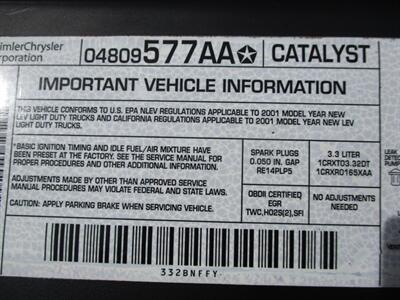 imlerChrysler
orporation
04809577AA
CATALYST
IMPORTANT VEHICLE INFORMATION
THIS VEHICLE CONFORMS TO U.S. EPA NLEV REGULATIONS APPLICABLE TO 2001 MODEL YEAR NEW
LEV LIGHT DUTY TRUCKS AND CALIFORNIA REGULATIONS APPLICABLE TO 2001 MODEL YEAR NEW LEV
LIGHT DUTY TRUCKS.
*BASIC IGNITION TIMING AND IDLE FUEL/AIR MIXTURE HAVE
BEEN PRESET AT THE FACTORY. SEE THE SERVICE MANUAL FOR
PROPER PROCEDURES AND OTHER ADDITIONAL INFORMATION.
ADJUSTMENTS MADE BY OTHER THAN APPROVED SERVICE
MANUAL PROCEDURES MAY VIOLATE FEDERAL AND STATE LAWS.
CAUTION: APPLY PARKING BRAKE WHEN SERVICING VEHICLE.
SPARK PLUGS
0.050 IN. GAP
RE14PLP5
3.3 LITER
1CRXT03.32DT
1CRXR0165XAA
OBDII CERTIFIED
EGR
TWC,HO2S(2),SFI
NO ADJUSTMENTS
NEEDED
LEAK
DETEC
PUMP
332BNFFY